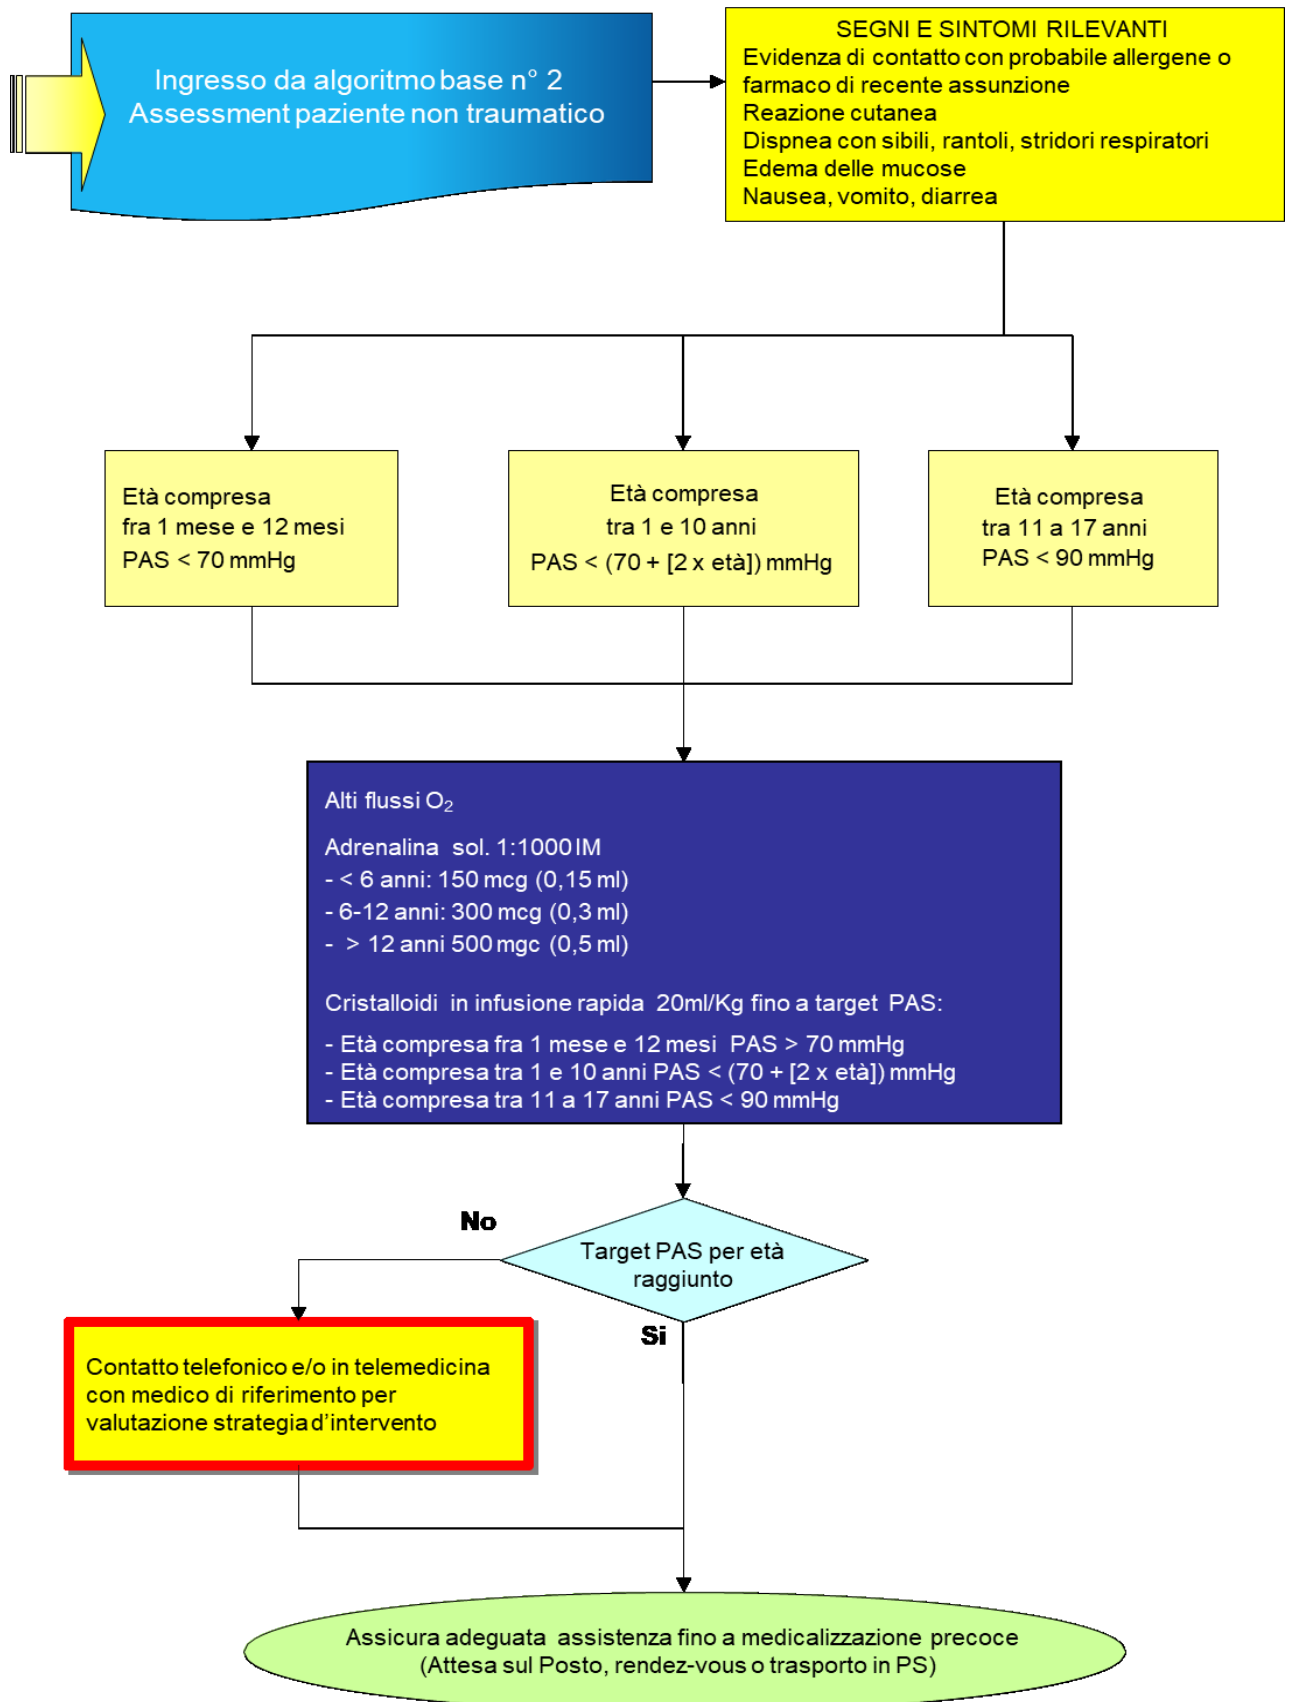 Ingresso da algoritmo base n° 2
Assessment paziente non traumatico
SEGNI E SINTOMI RILEVANTI
Evidenza di contatto con probabile allergene o
farmaco di recente assunzione
Reazione cutanea
Dispnea con sibili, rantoli, stridori respiratori
Edema delle mucose
Nausea, vomito, diarrea
Età compresa
fra 1 mese e 12 mesi
PAS < 70 mmHg
Età compresa
tra 1 e 10 anni
PAS < (70 + [2 x età]) mmHg
Età compresa
tra 11 a 17 anni
PAS < 90 mmHg
Alti flussi O₂
Adrenalina sol. 1:1000 IM
- < 6 anni: 150 mcg (0,15 ml)
- 6-12 anni: 300 mcg (0,3 ml)
- > 12 anni 500 mgc (0,5 ml)
Cristalloidi in infusione rapida 20ml/Kg fino a target PAS:
- Età compresa fra 1 mese e 12 mesi PAS > 70 mmHg
- Età compresa tra 1 e 10 anni PAS < (70 + [2 x età]) mmHg
- Età compresa tra 11 a 17 anni PAS < 90 mmHg
No
Target PAS per età
raggiunto
Si
Contatto telefonico e/o in telemedicina
con medico di riferimento per
valutazione strategia d'intervento
Assicura adeguata assistenza fino a medicalizzazione precoce
(Attesa sul Posto, rendez-vous o trasporto in PS)